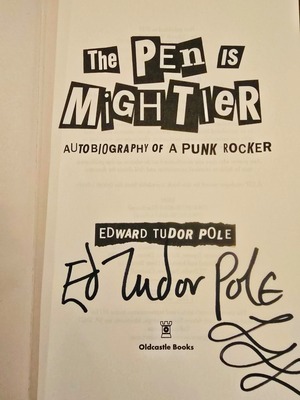 The PEN IS
MIGHTIER
AUTOBIOGRAPHY OF A PUNK ROCKER
EDWARD TUDOR POLE
Ed Tudor Pole
Oldcastle Books